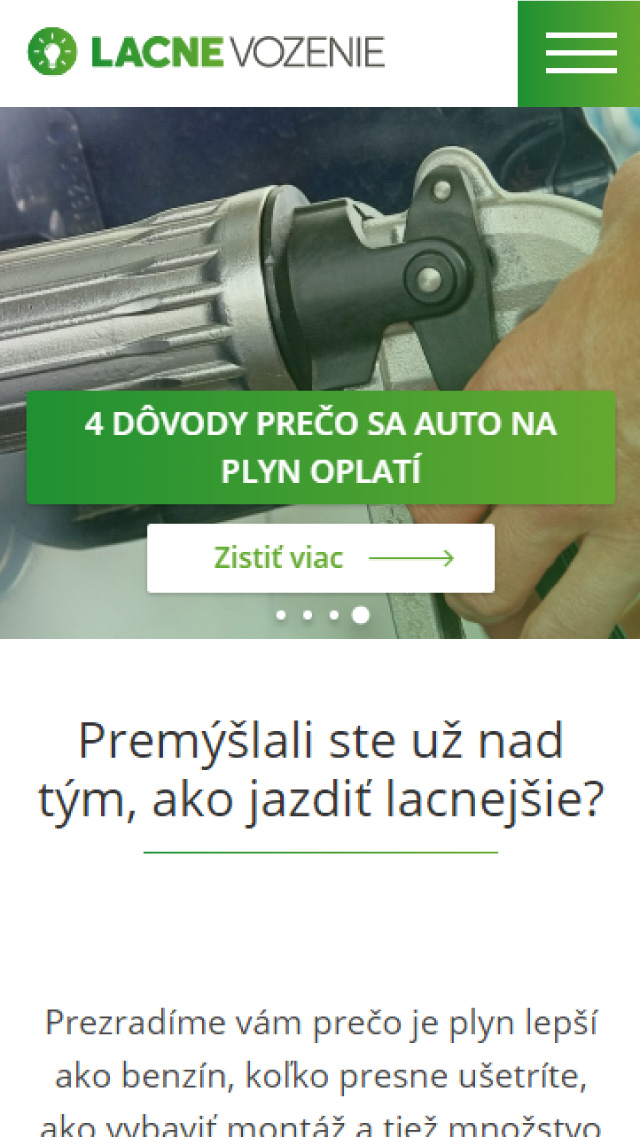 LACNE VOZENIE
4 DÔVODY PREČO SA AUTO NA
PLYN OPLATÍ
Zistiť viac
Premýšlali ste už nad
tým, ako jazdiť lacnejšie?
Prezradíme vám prečo je plyn lepší
ako benzín, koľko presne ušetríte,
ako vybaviť montáž a tiež množstvo